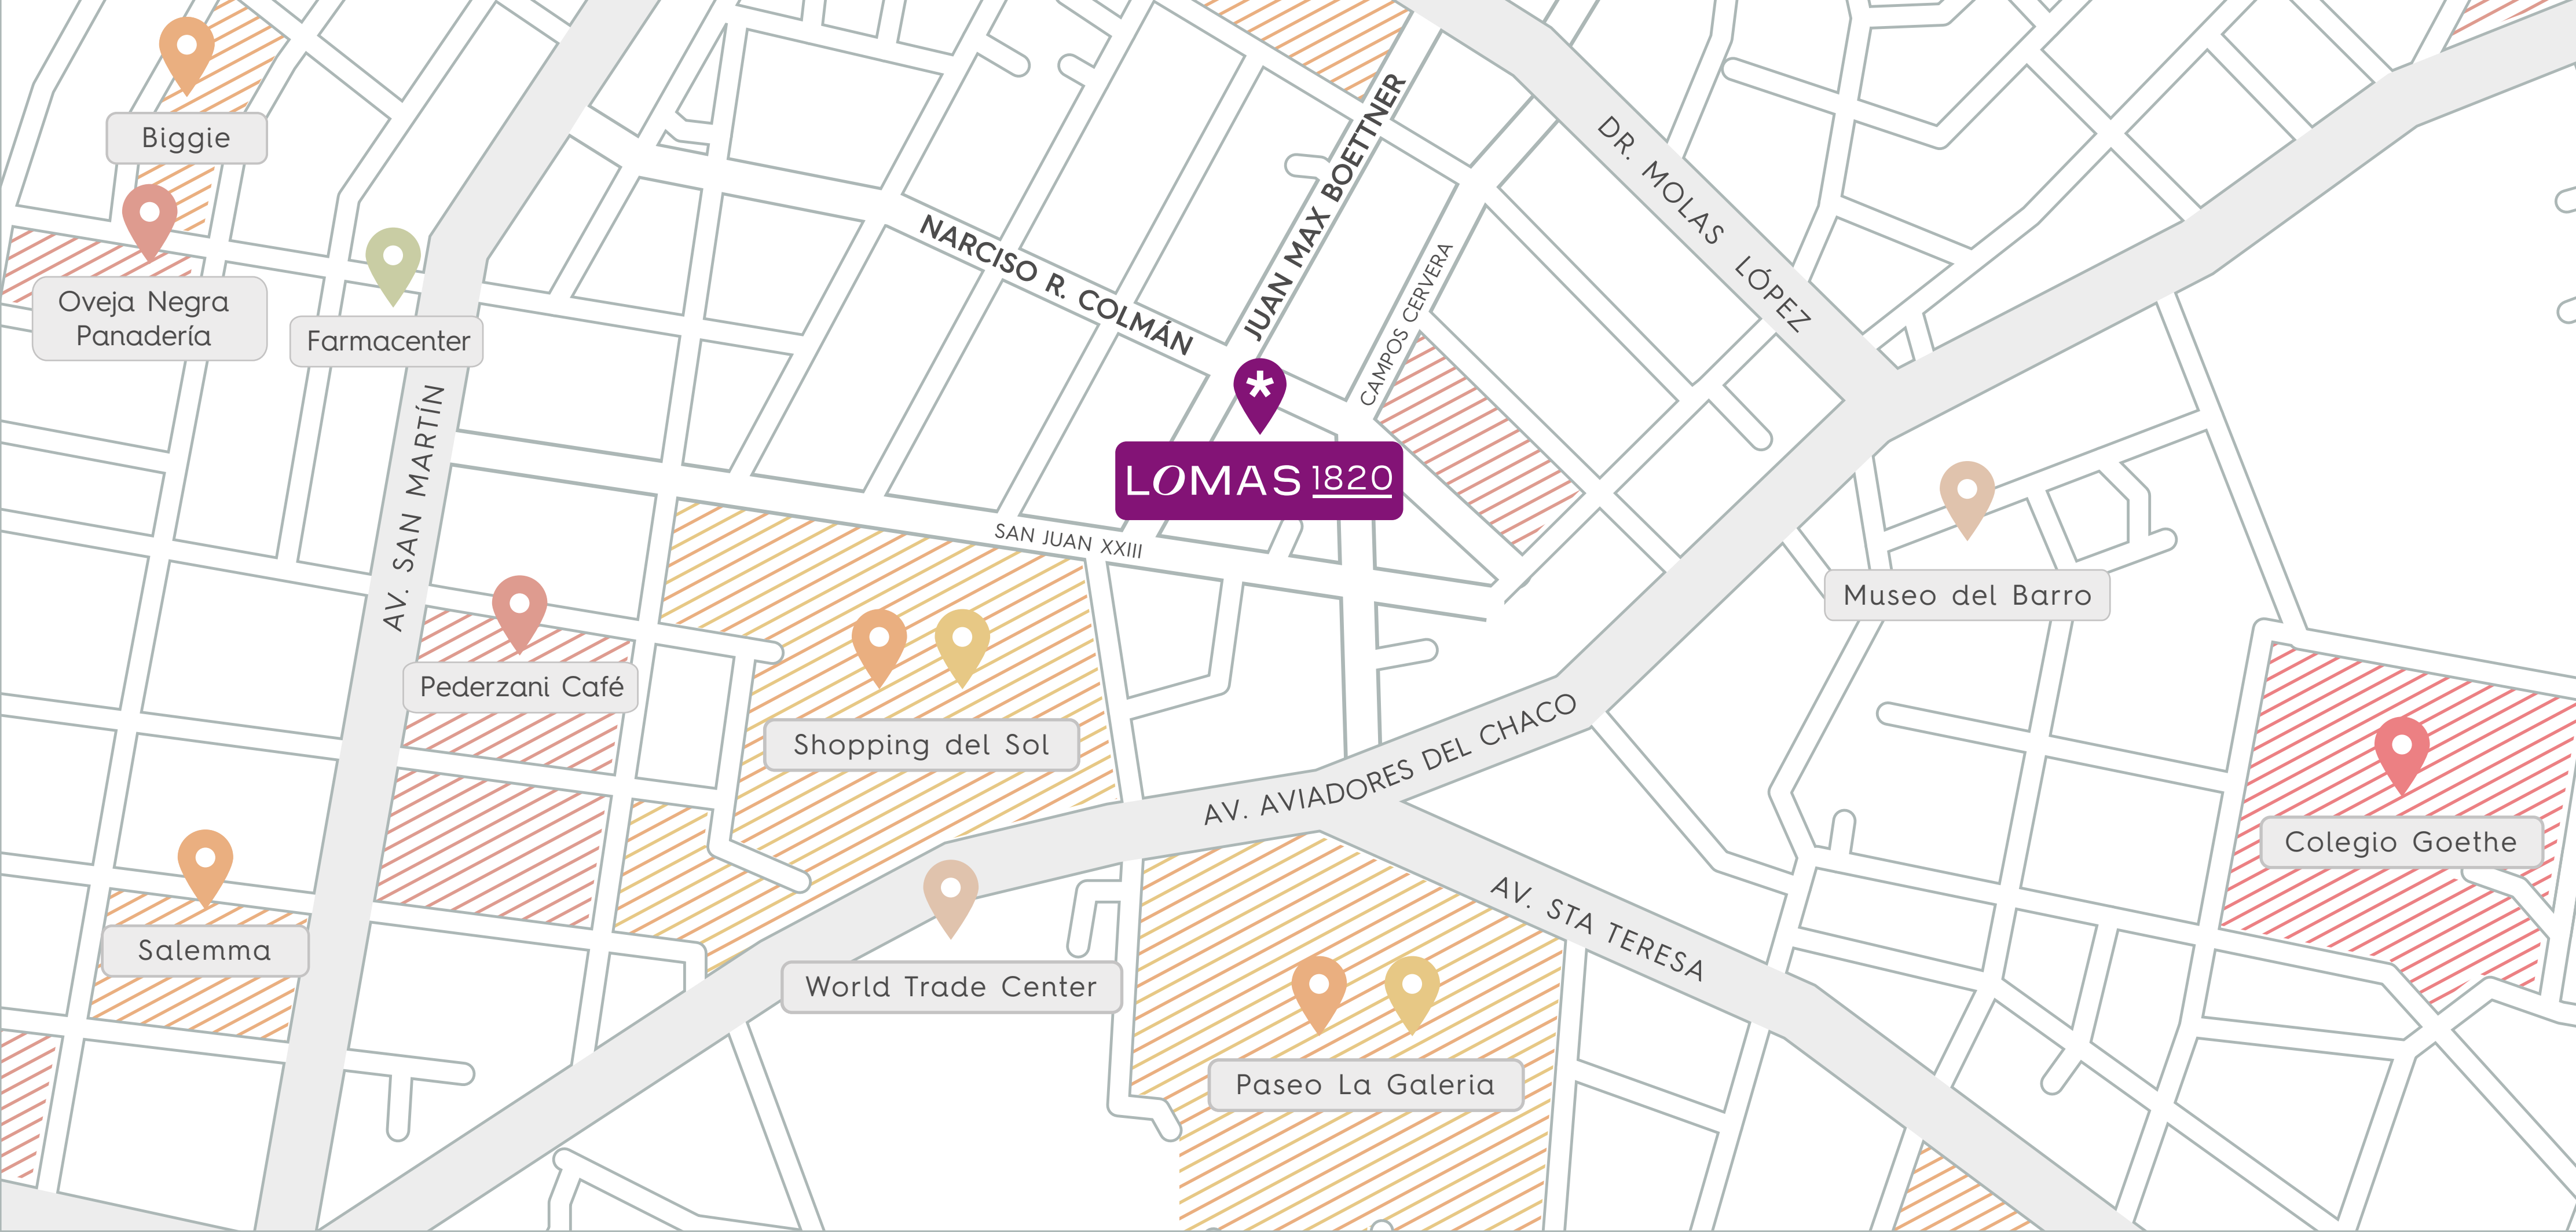 Biggie
Oveja Negra
Panadería
Farmacenter
AV. SAN MARTÍN
NARCISO R. COLMÁN
JUAN MAX BOETTNER
CAMPOS CERVERA
DR. MOLAS LÓPEZ
* 
LOMAS 1820
SAN JUAN XXIII
Museo del Barro
Pederzani Café
Shopping del Sol
AV. AVIADORES DEL CHACO
Colegio Goethe
Salemma
World Trade Center
AV. STA TERESA
Paseo La Galeria